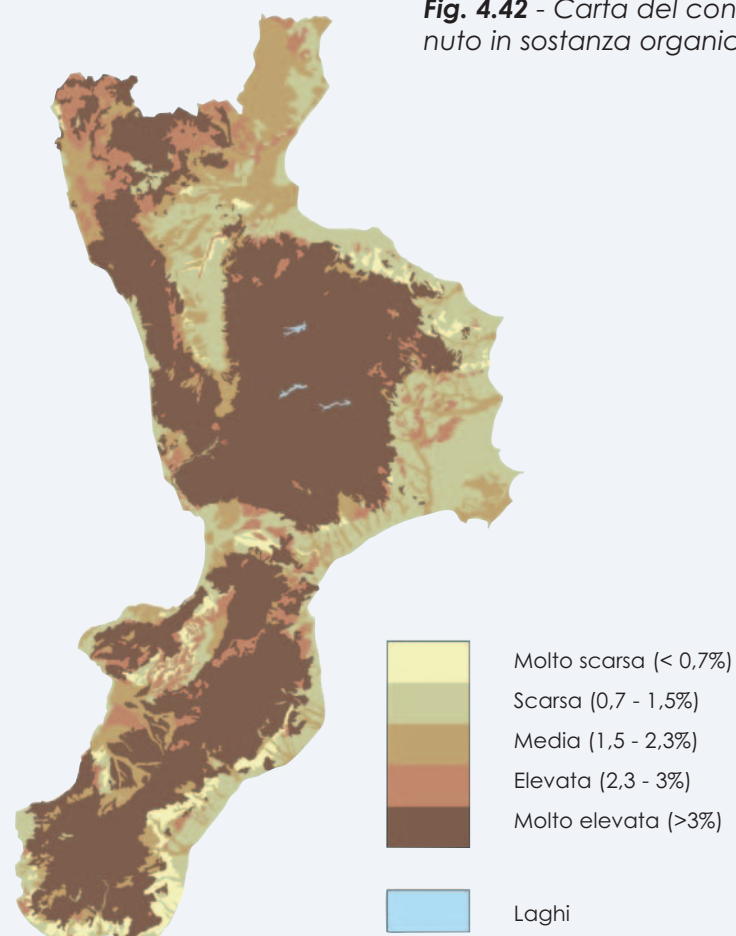 Fig. 4.42 - Carta del con
nuto in sostanza organic
Molto scarsa (< 0,7%)
Scarsa (0,7 - 1,5%)
Media (1,5 - 2,3%)
Elevata (2,3 - 3%)
Molto elevata (>3%)
Laghi